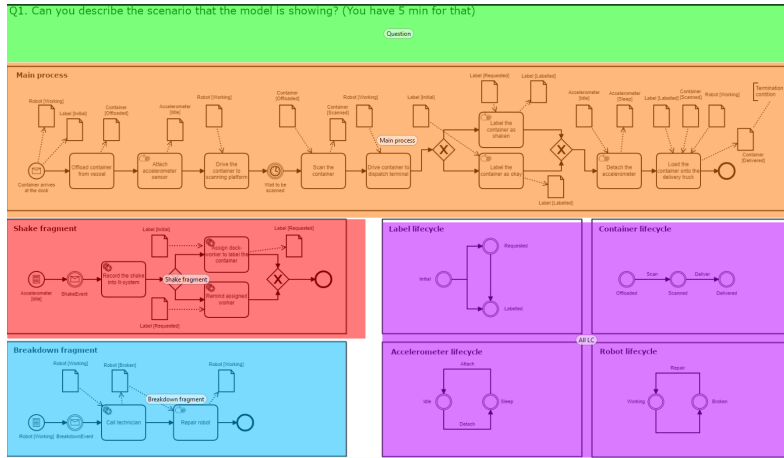 Q1. Can you describe the scenario that the model is showing? (You have 5 min for that)
Question
Main process
Robot [Working]
Label [Initial]
Container
[Offloaded]
Accelerometer
[Idle]
Robot [Working]
Container
[Offloaded]
Container
[Scanned]
Robot [Working]
Label [Initial]
Label [Requested]
Label [Labelled]
Accelerometer
[Idle]
Accelerometer
[Sleep]
Label [Labelled]
Container
[Scanned]
Robot [Working]
Termination
condition
Container arrives
at the dock
Offload container
from vessel
Attach
accelerometer
sensor
Drive the
container to
scanning platform
Wait to be
scanned
Scan the
container
Main process
Drive container to
dispatch terminal
Label the
container as
shaken
Label the
container as okay
Label [Labelled]
Detach the
accelerometer
Load the
container onto the
delivery truck
Container
[Delivered]
Shake fragment
Label [Initial]
Label [Requested]
Accelerometer
[Idle]
ShakeEvent
Record the shake
into It-system
Shake fragment
Assign dock-
worker to label the
container
Remind assigned
worker
Label [Requested]
Label lifecycle
Initial
Requested
Labelled
Container lifecycle
Scan
Deliver
Offloaded
Scanned
Delivered
All LC
Breakdown fragment
Robot [Working]
Robot [Broken]
Robot [Working]
Breakdown fragment
Robot [Working]
BreakdownEvent
Call technician
Repair robot
Accelerometer lifecycle
Attach
Idle
Sleep
Detach
Robot lifecycle
Repair
Working
Broken